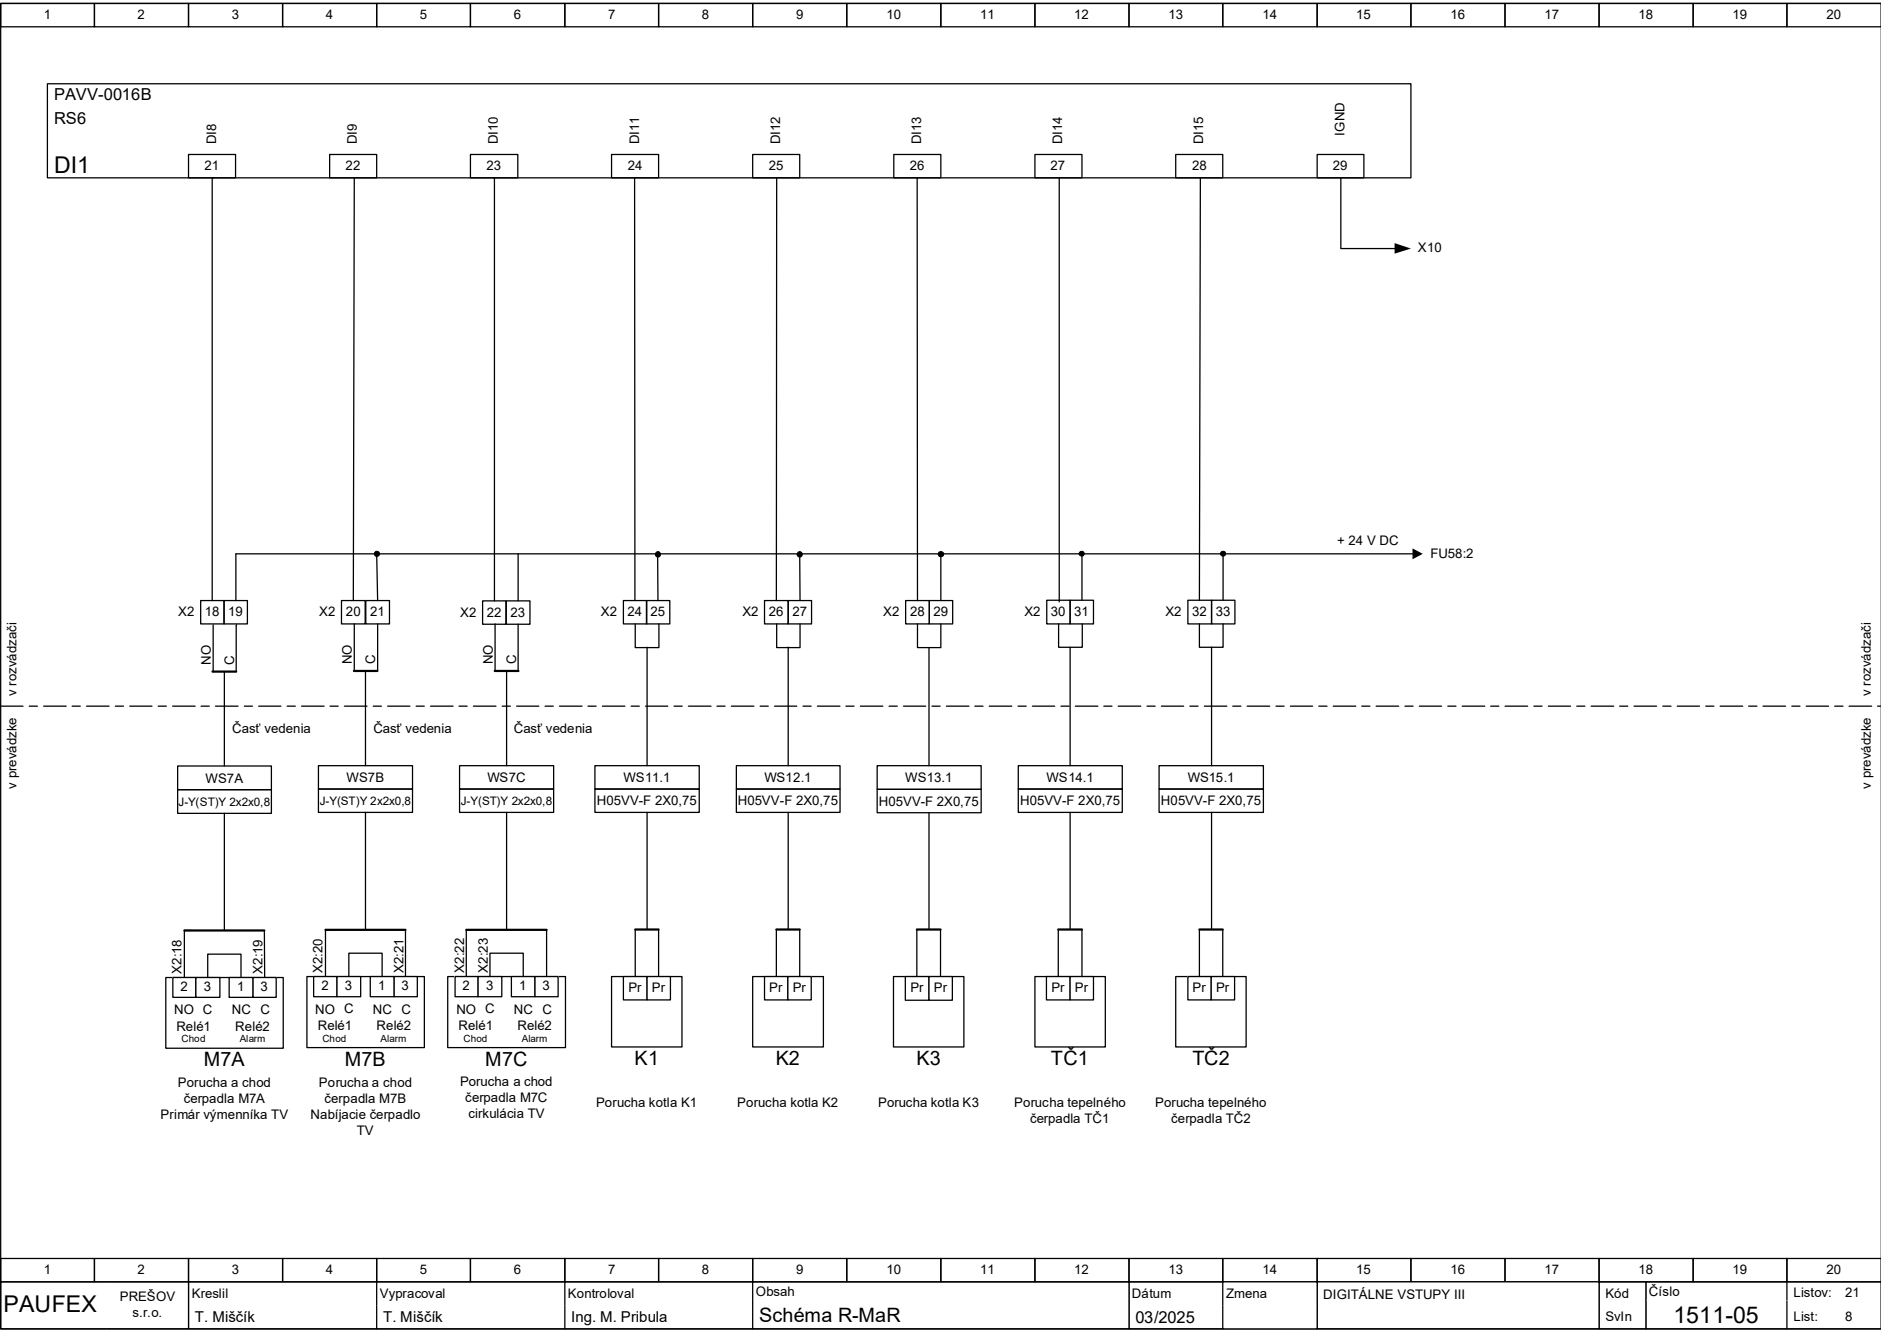 1 2 3 4 5 6 7 8 9 10 11 12 13 14 15 16 17 18 19 20
PAVV-0016B
RS6
DI8 DI9 DI10 DI11 DI12 DI13 DI14 DI15 IGND
DI1 21 22 23 24 25 26 27 28 29
X10
+ 24 V DC
FU58:2
X2 18 19 X2 20 21 X2 22 23 X2 24 25 X2 26 27 X2 28 29 X2 30 31 X2 32 33
NO C NO C NO C
v rozvádzači v rozvádzači
v prevádzke v prevádzke
Časť vedenia Časť vedenia Časť vedenia
WS7A WS7B WS7C WS11.1 WS12.1 WS13.1 WS14.1 WS15.1
J-Y(ST)Y 2x2x0,8 J-Y(ST)Y 2x2x0,8 J-Y(ST)Y 2x2x0,8 H05VV-F 2X0,75 H05VV-F 2X0,75 H05VV-F 2X0,75 H05VV-F 2X0,75 H05VV-F 2X0,75
X2:18 X2:19 X2:20 X2:21 X2:22 X2:23
2 3 1 3 2 3 1 3 2 3 1 3 Pr Pr Pr Pr Pr Pr Pr Pr Pr Pr
NO C NC C NO C NC C NO C NC C
Relé1 Relé2 Relé1 Relé2 Relé1 Relé2
Chod Alarm Chod Alarm Chod Alarm
M7A M7B M7C K1 K2 K3 TČ1 TČ2
Porucha a chod
čerpadla M7A
Primár výmenníka TV
Porucha a chod
čerpadla M7B
Nabíjacie čerpadlo
TV
Porucha a chod
čerpadla M7C
cirkulácia TV
Porucha kotla K1
Porucha kotla K2
Porucha kotla K3
Porucha tepelného
čerpadla TČ1
Porucha tepelného
čerpadla TČ2
1 2 3 4 5 6 7 8 9 10 11 12 13 14 15 16 17 18 19 20
PAUFEX
PREŠOV
s.r.o.
Kreslil
T. Miščík
Vypracoval
T. Miščík
Kontroloval
Ing. M. Pribula
Obsah
Schéma R-MaR
Dátum
03/2025
Zmena
DIGITÁLNE VSTUPY III
Kód
SvIn
Číslo
1511-05
Listov: 21
List: 8